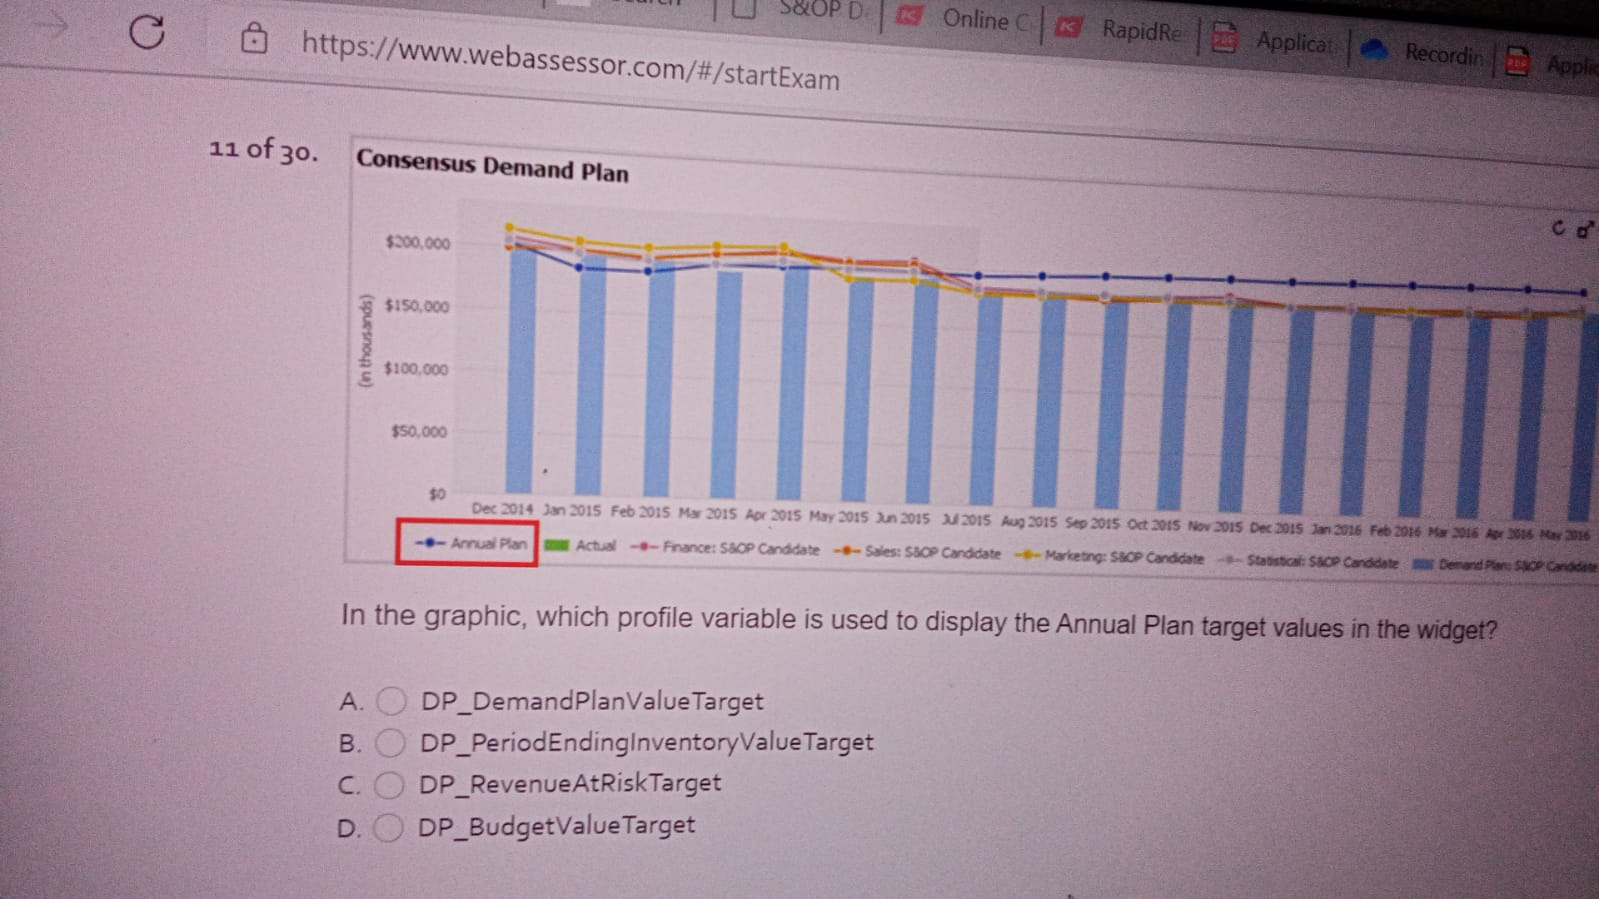 S&OP D
Online C
RapidRe
Applicat
Recordin
Applic
https://www.webassessor.com/#/startExam
11 of 30.
Consensus Demand Plan
$200,000
$150,000
$100,000
$50,000
$0
(in thousands)
Dec 2014 Jan 2015 Feb 2015 Mar 2015 Apr 2015 May 2015 Jun 2015 Jul 2015 Aug 2015 Sep 2015 Oct 2015 Nov 2015 Dec 2015 Jan 2016 Feb 2016 Mar 2016 Apr 2016 May 2016
Annual Plan Actual Finance: S&OP Candidate Sales: S&OP Candidate Marketing: S&OP Candidate Statistical: S&OP Candidate Demand Plan: S&OP Candidate
In the graphic, which profile variable is used to display the Annual Plan target values in the widget?
A. DP_DemandPlanValueTarget
B. DP_PeriodEndingInventoryValueTarget
C. DP_RevenueAtRiskTarget
D. DP_BudgetValueTarget